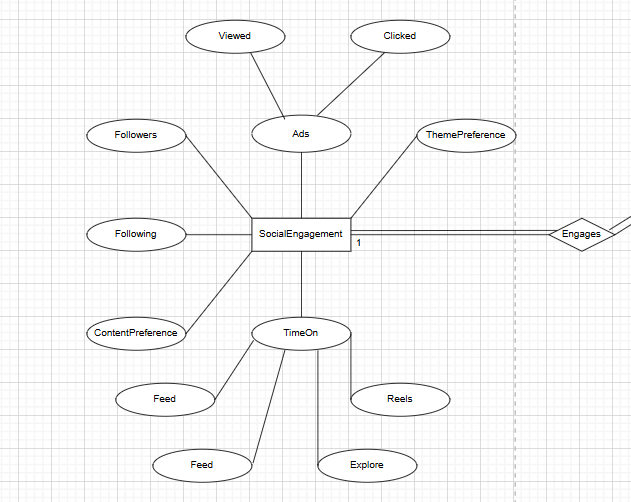 Viewed
Clicked
Followers
Ads
ThemePreference
Following
SocialEngagement
1
Engages
ContentPreference
TimeOn
Feed
Reels
Feed
Explore